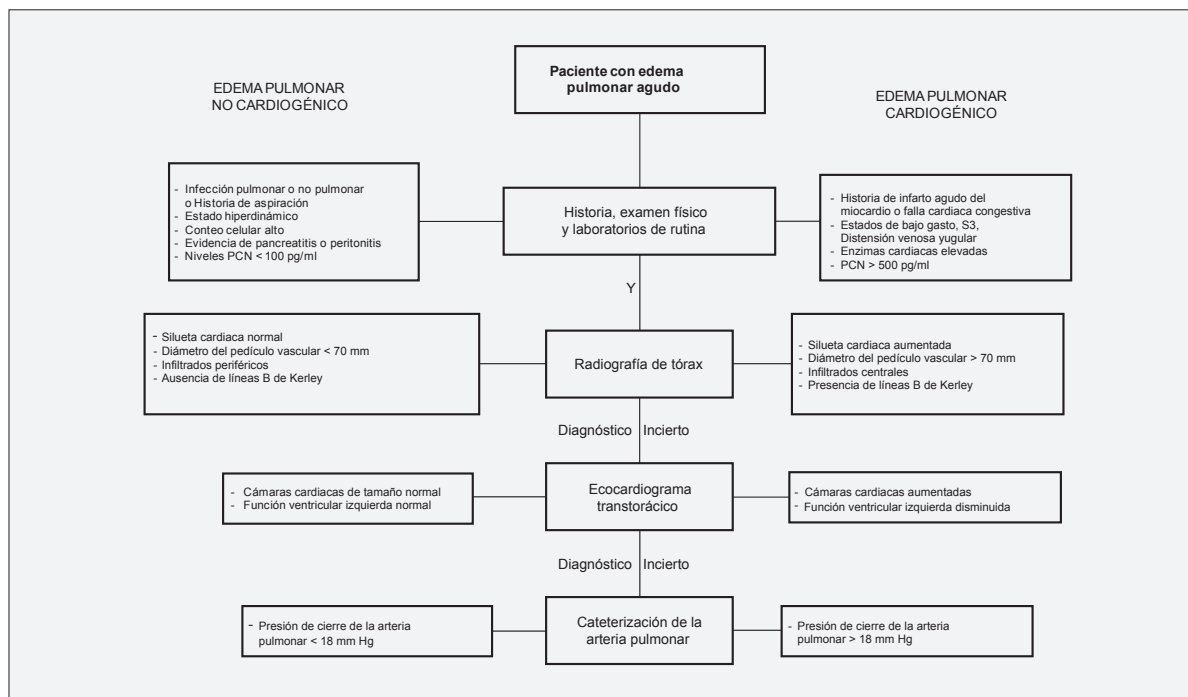 Paciente con edema
pulmonar agudo
EDEMA PULMONAR
NO CARDIOGÉNICO
EDEMA PULMONAR
CARDIOGÉNICO
- Infección pulmonar o no pulmonar
o Historia de aspiración
- Estado hiperdinámico
- Conteo celular alto
- Evidencia de pancreatitis o peritonitis
- Niveles PCN < 100 pg/ml
Historia, examen físico
y laboratorios de rutina
- Historia de infarto agudo del
miocardio o falla cardiaca congestiva
- Estados de bajo gasto, S3,
Distensión venosa yugular
- Enzimas cardiacas elevadas
- PCN > 500 pg/ml
Y
- Silueta cardiaca normal
- Diámetro del pedículo vascular < 70 mm
- Infiltrados periféricos
- Ausencia de líneas B de Kerley
Radiografía de tórax
- Silueta cardiaca aumentada
- Diámetro del pedículo vascular > 70 mm
- Infiltrados centrales
- Presencia de líneas B de Kerley
Diagnóstico Incierto
- Cámaras cardiacas de tamaño normal
- Función ventricular izquierda normal
Ecocardiograma
transtorácico
- Cámaras cardiacas aumentadas
- Función ventricular izquierda disminuida
Diagnóstico Incierto
- Presión de cierre de la arteria
pulmonar < 18 mm Hg
Cateterización de la
arteria pulmonar
- Presión de cierre de la arteria
pulmonar > 18 mm Hg